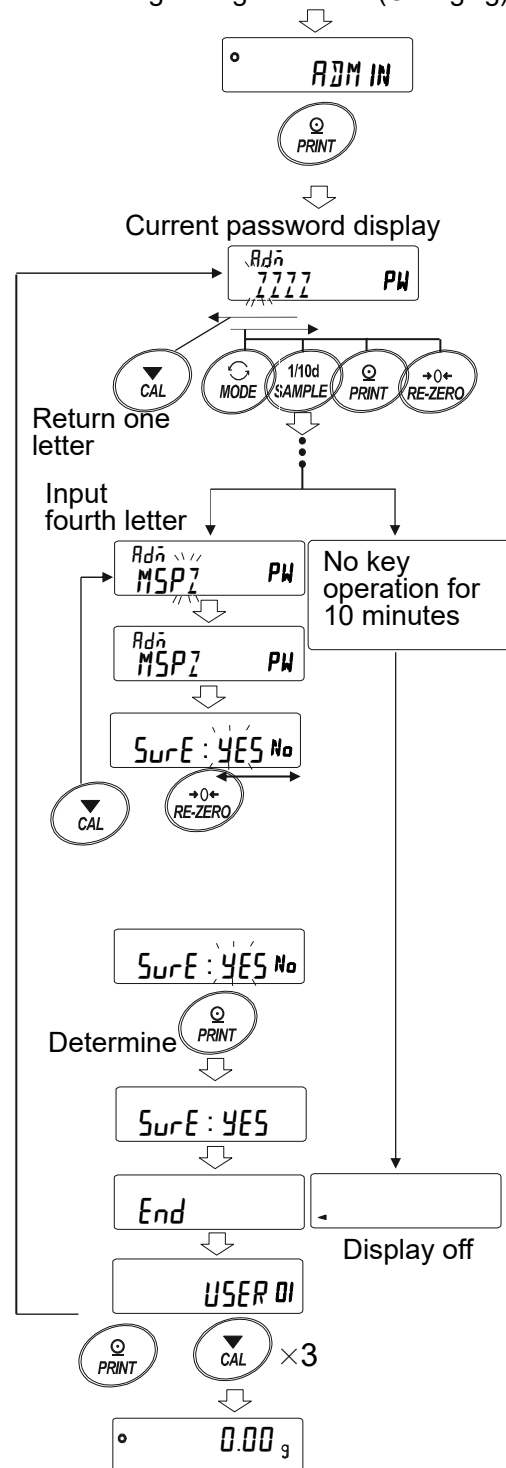 ADMIN
PRINT
Current password display
Adm
ZZZZ PW
CAL
MODE
1/10d
SAMPLE
PRINT
→0←
RE-ZERO
Return one
letter
Input
fourth letter
Adm
MSPZ PW
No key
operation for
10 minutes
Adm
MSPZ PW
SurE : YES No
CAL
→0←
RE-ZERO
SurE : YES No
PRINT
Determine
SurE : YES
End
Display off
USER 01
PRINT
CAL
×3
0.00 g